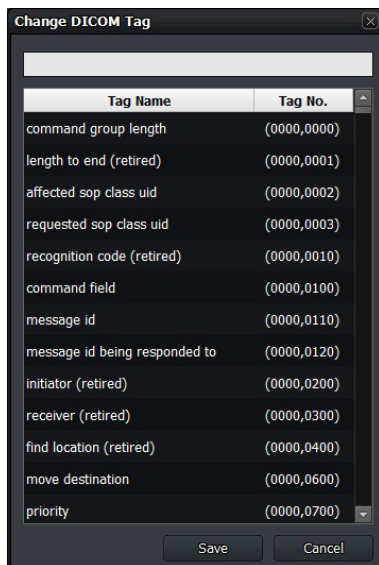 Change DICOM Tag
Tag Name Tag No.
command group length (0000,0000)
length to end (retired) (0000,0001)
affected sop class uid (0000,0002)
requested sop class uid (0000,0003)
recognition code (retired) (0000,0010)
command field (0000,0100)
message id (0000,0110)
message id being responded to (0000,0120)
initiator (retired) (0000,0200)
receiver (retired) (0000,0300)
find location (retired) (0000,0400)
move destination (0000,0600)
priority (0000,0700)
Save Cancel